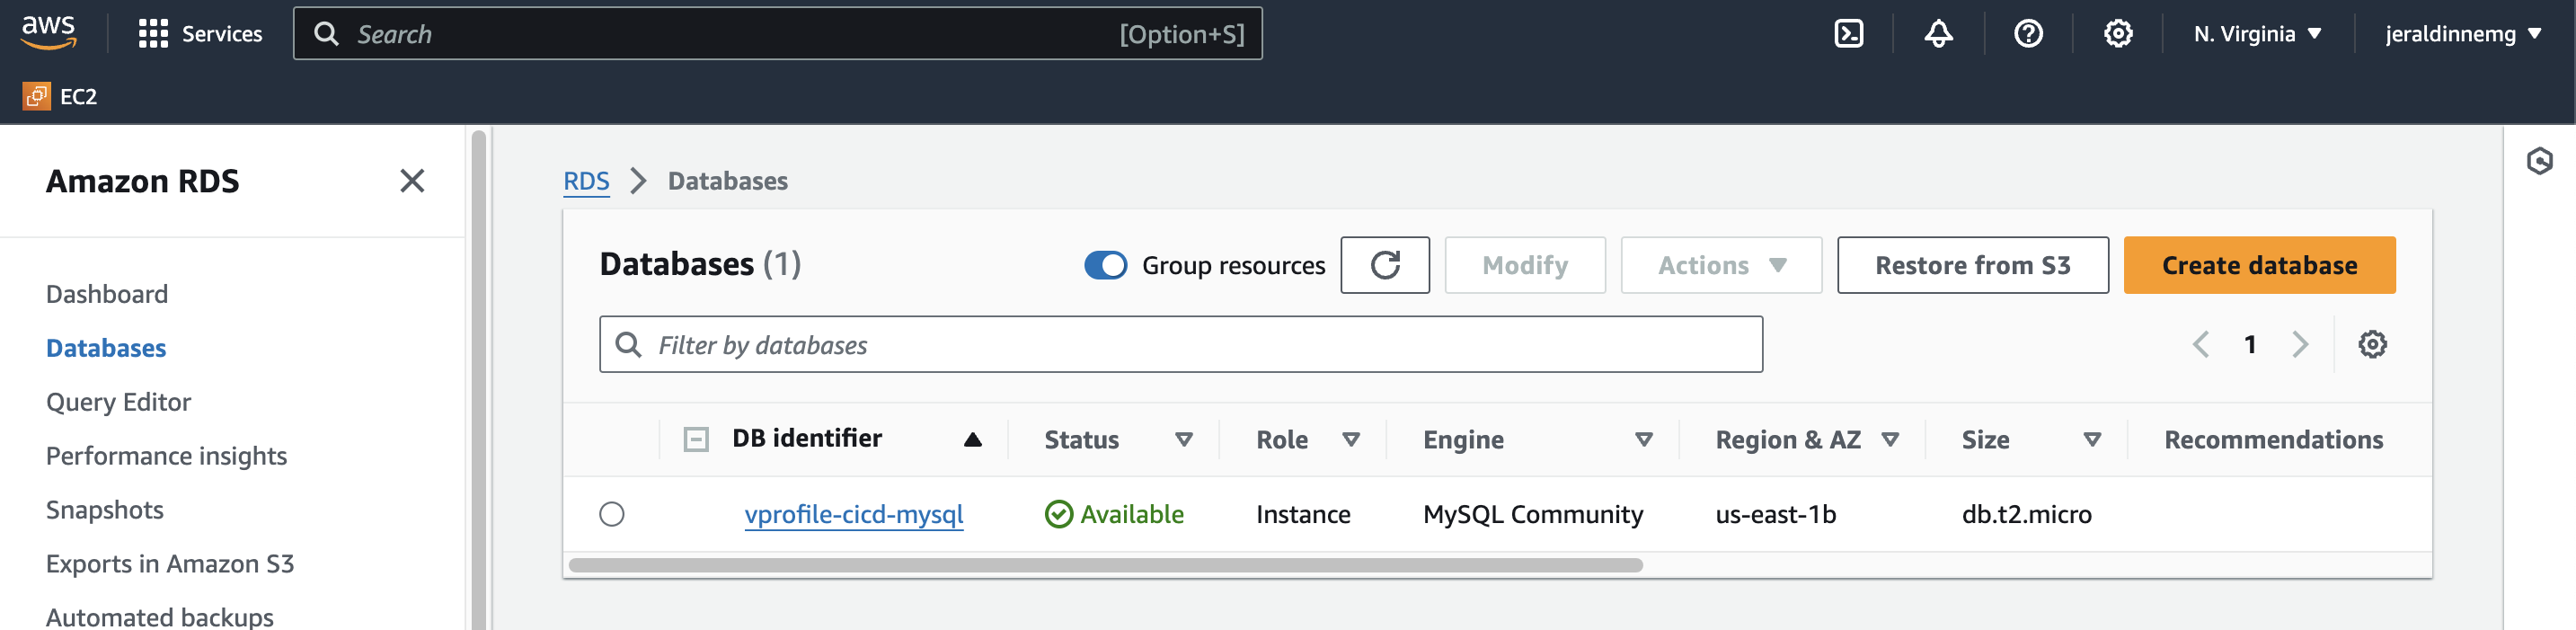 aws Services Search [Option+S] N. Virginia jeraldinnemg
EC2
Amazon RDS
Dashboard
Databases
Query Editor
Performance insights
Snapshots
Exports in Amazon S3
Automated backups
RDS Databases
Databases (1) Group resources Modify Actions Restore from S3 Create database
Filter by databases 1
DB identifier Status Role Engine Region & AZ Size Recommendations
vprofile-cicd-mysql Available Instance MySQL Community us-east-1b db.t2.micro